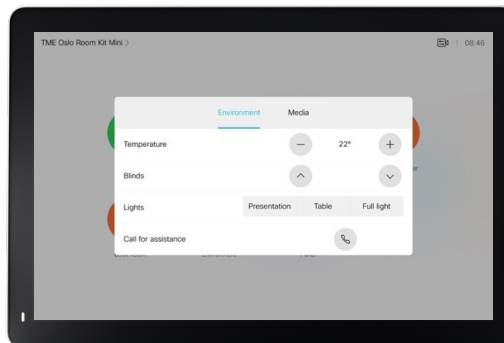 TME Oslo Room Kit Mini >
08:46
Environment Media
Temperature 22°
Blinds
Lights Presentation Table Full light
Call for assistance